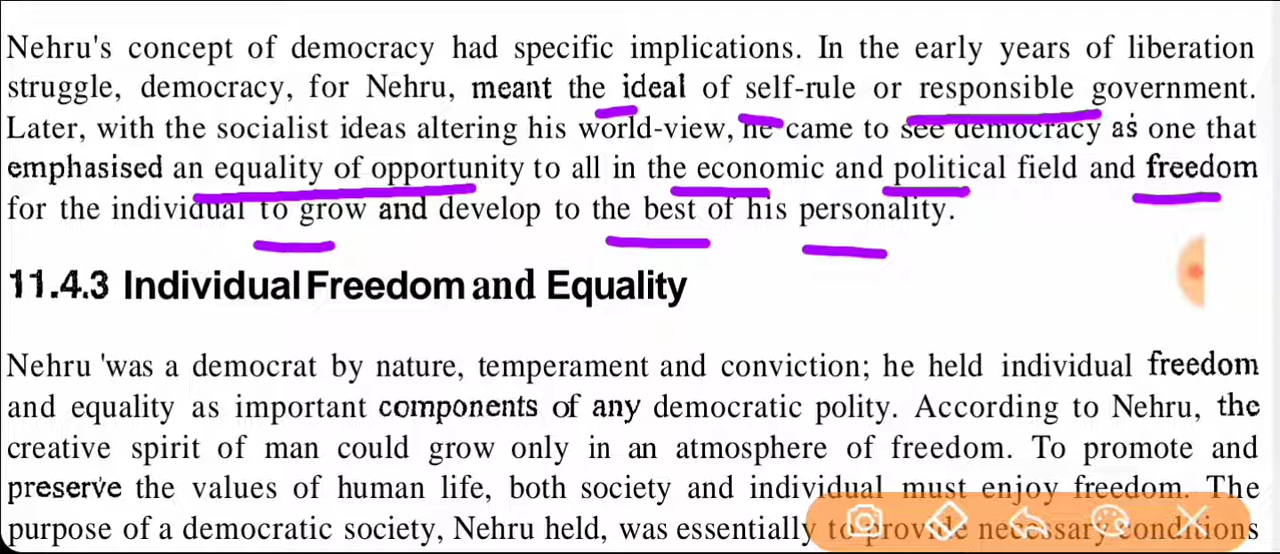 Nehru's concept of democracy had specific implications. In the early years of liberation
struggle, democracy, for Nehru, meant the ideal of self-rule or responsible government.
Later, with the socialist ideas altering his world-view, he came to see democracy as one that
emphasised an equality of opportunity to all in the economic and political field and freedom
for the individual to grow and develop to the best of his personality.
11.4.3 Individual Freedom and Equality
Nehru 'was a democrat by nature, temperament and conviction; he held individual freedom
and equality as important components of any democratic polity. According to Nehru, the
creative spirit of man could grow only in an atmosphere of freedom. To promote and
preserve the values of human life, both society and individual must enjoy freedom. The
purpose of a democratic society, Nehru held, was essentially to provide necessary conditions